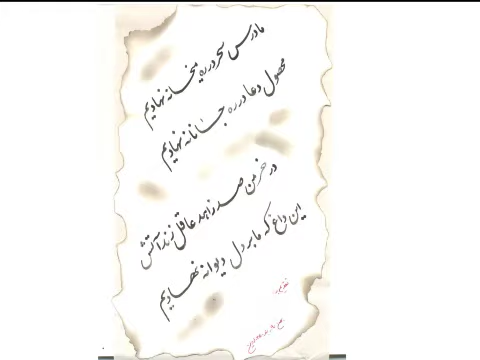 ما درس سحر در ره میخانه نهادیم
محصول دعا در ره جانانه نهادیم
در خرمن صد زاهد عاقل زند آتش
این داغ که ما بر دل دیوانه نهادیم